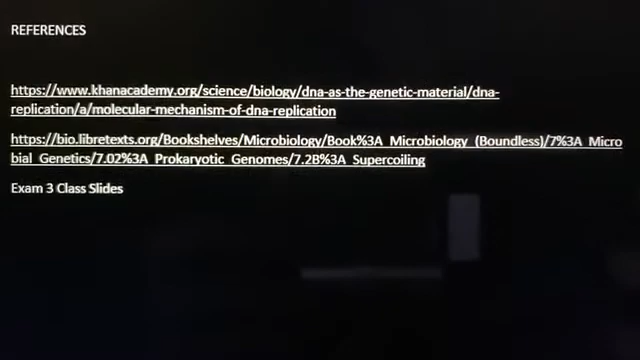 REFERENCES
https://www.khanacademy.org/science/biology/dna-as-the-genetic-material/dna-
replication/a/molecular-mechanism-of-dna-replication
https://bio.libretexts.org/Bookshelves/Microbiology/Book%3A_Microbiology_(Boundless)/7%3A_Micro
bial_Genetics/7.02%3A_Prokaryotic_Genomes/7.2B%3A_Supercoiling
Exam 3 Class Slides